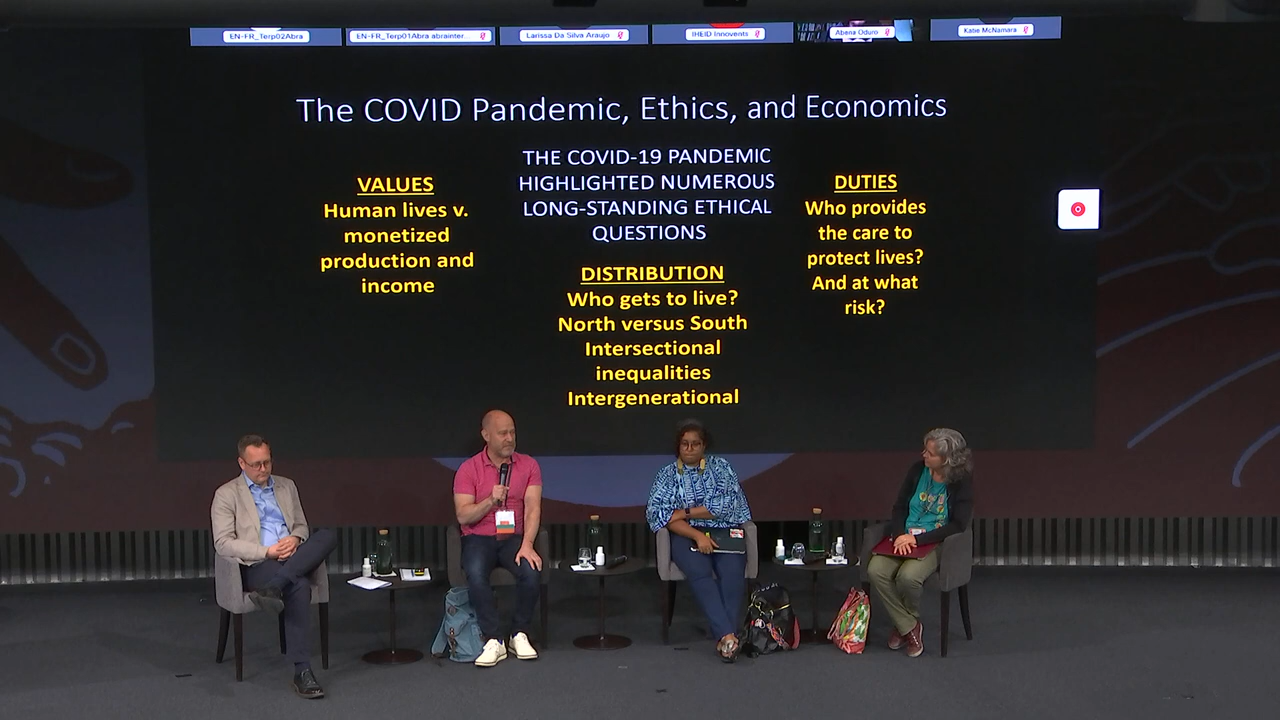 EN-FR_Terp02Abra
EN-FR_Terp01Abra abrainter...
Larissa Da Silva Araujo
IHEID Innovents
Abena Oduro
Katie McNamara
The COVID Pandemic, Ethics, and Economics
THE COVID-19 PANDEMIC
HIGHLIGHTED NUMEROUS
LONG-STANDING ETHICAL
QUESTIONS
VALUES
Human lives v.
monetized
production and
income
DISTRIBUTION
Who gets to live?
North versus South
Intersectional
inequalities
Intergenerational
DUTIES
Who provides
the care to
protect lives?
And at what
risk?